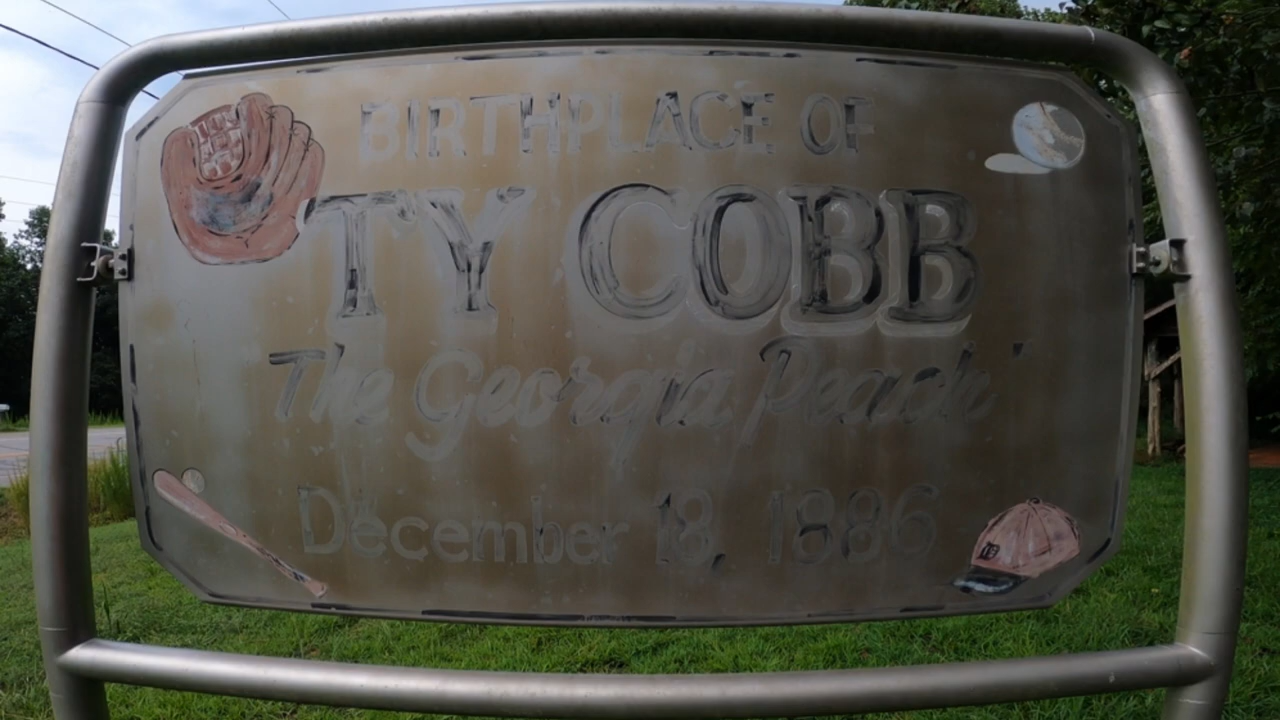 BIRTHPLACE OF
TY COBB
The Georgia Peach"
December 18, 1886